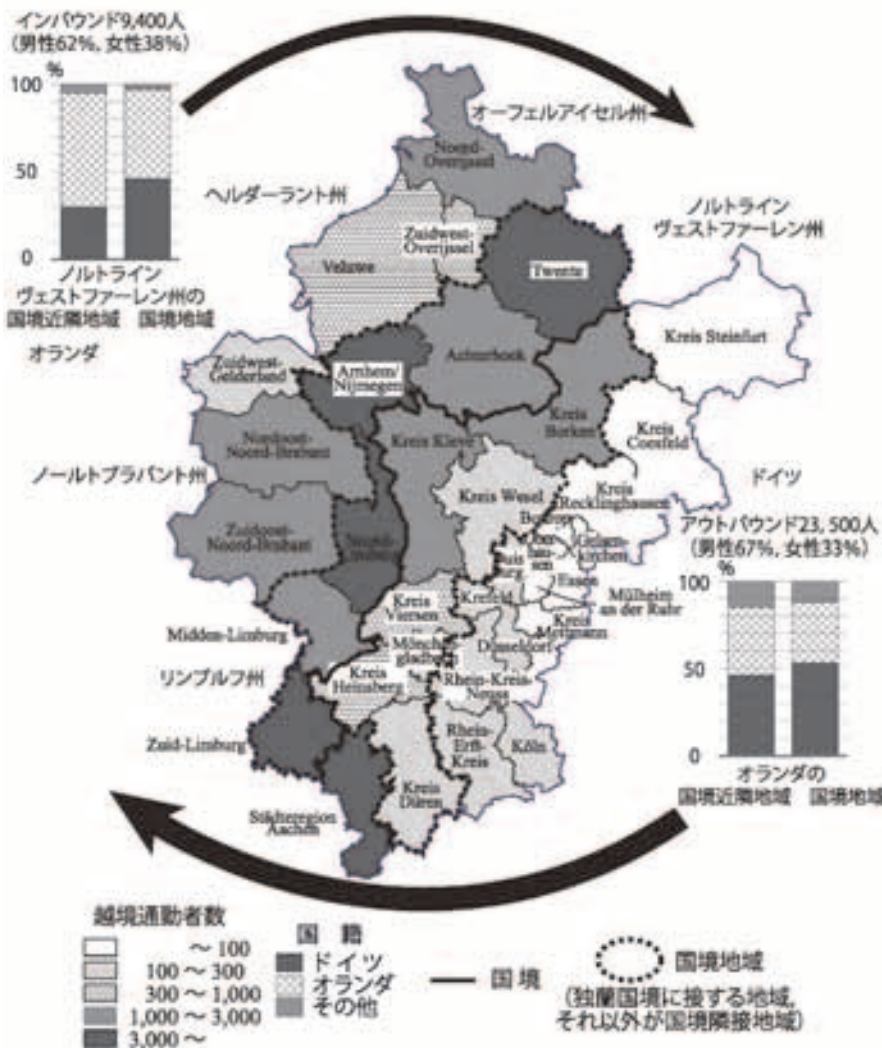 インバウンド9,400人
(男性62%, 女性38%)
%
100
50
0
ノルトライン
ヴェストファーレン州の
国境近隣地域 国境地域
オランダ
オーフェルアイセル州
Noord-
Overijssel
ヘルダーラント州
Zuidwest-
Overijssel
ノルトライン
ヴェストファーレン州
Veluwe
Twente
Kreis Steinfurt
Zuidwest-
Gelderland
Arnhem/
Nijmegen
Achterhoek
Kreis
Borken
Kreis
Coesfeld
Nordoost-
Noord-Brabant
Kreis Kleve
ノールトブラバント州
ドイツ
Kreis Wesel
Kreis
Recklinghausen
Zuidoost-
Noord-Brabant
アウトバウンド23,500人
(男性67%, 女性33%)
%
100
50
0
オランダの
国境近隣地域 国境地域
Essen
Mülheim
an der Ruhr
Krefeld
Kreis
Viersen
Kreis
Mettmann
Midden-Limburg
Düsseldorf
Mönchen-
gladbach
リンブルフ州
Kreis
Heinsberg
Rhein-Kreis-
Neuss
Zuid-Limburg
Rhein-
Erft-
Kreis
Köln
Kreis
Düren
Städteregion
Aachen
越境通勤者数
~ 100
100 ~ 300
300 ~ 1,000
1,000 ~ 3,000
3,000 ~
国 籍
ドイツ
オランダ
その他
国 境
国境地域
(独蘭国境に接する地域,
それ以外が国境隣接地域)